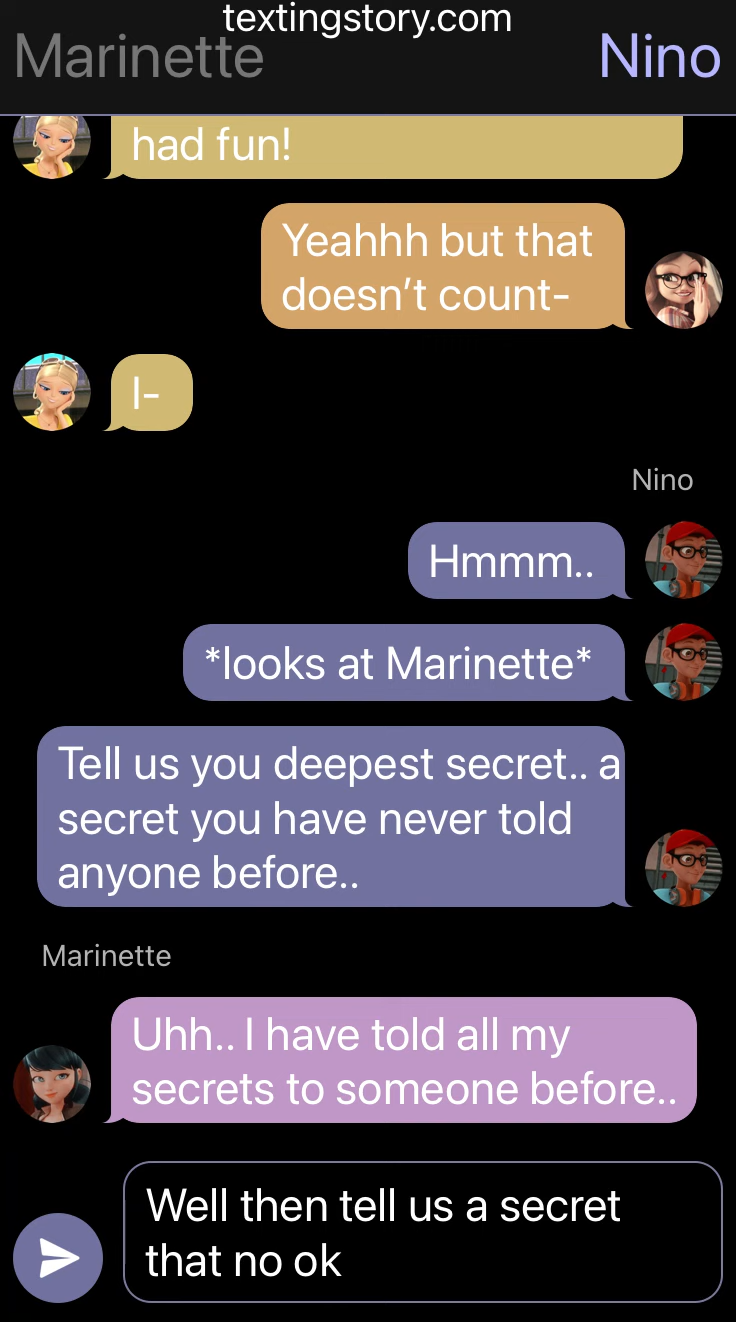 textingstory.com
Marinette Nino
had fun!
Yeahhh but that
doesn’t count-
I-
Nino
Hmmm..
*looks at Marinette*
Tell us you deepest secret.. a
secret you have never told
anyone before..
Marinette
Uhh.. I have told all my
secrets to someone before..
Well then tell us a secret
that no ok